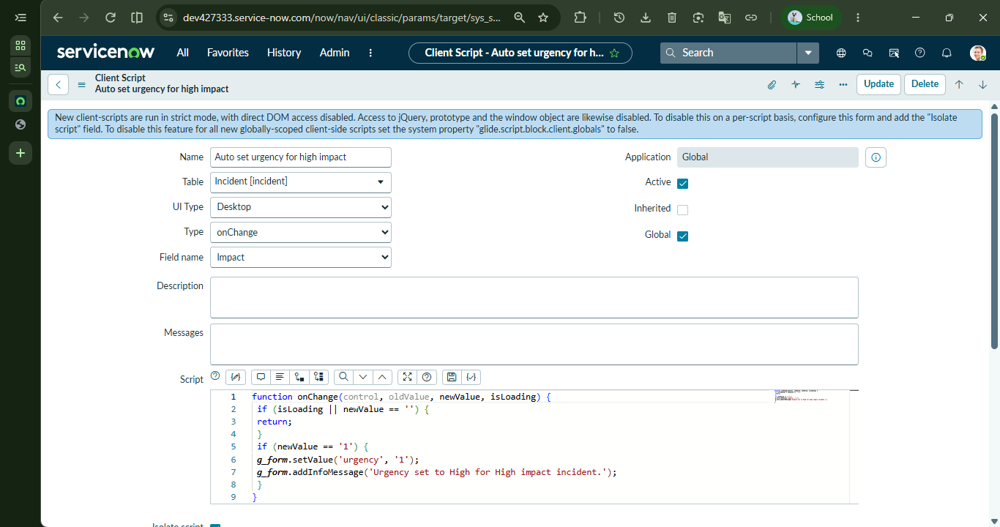 dev427333.service-now.com/now/nav/ui/classic/params/target/sys_s...
School
servicenow
All
Favorites
History
Admin
Client Script - Auto set urgency for h...
Search
Client Script
Auto set urgency for high impact
Update
Delete
New client-scripts are run in strict mode, with direct DOM access disabled. Access to jQuery, prototype and the window object are likewise disabled. To disable this on a per-script basis, configure this form and add the "Isolate
script" field. To disable this feature for all new globally-scoped client-side scripts set the system property "glide.script.block.client.globals" to false.
Name
Auto set urgency for high impact
Application
Global
Table
Incident [incident]
Active
UI Type
Desktop
Inherited
Type
onChange
Global
Field name
Impact
Description
Messages
Script
1 function onChange(control, oldValue, newValue, isLoading) {
2 if (isLoading || newValue == '') {
3 return;
4 }
5 if (newValue == '1') {
6 g_form.setValue('urgency', '1');
7 g_form.addInfoMessage('Urgency set to High for High impact incident.');
8 }
9 }
Isolate script